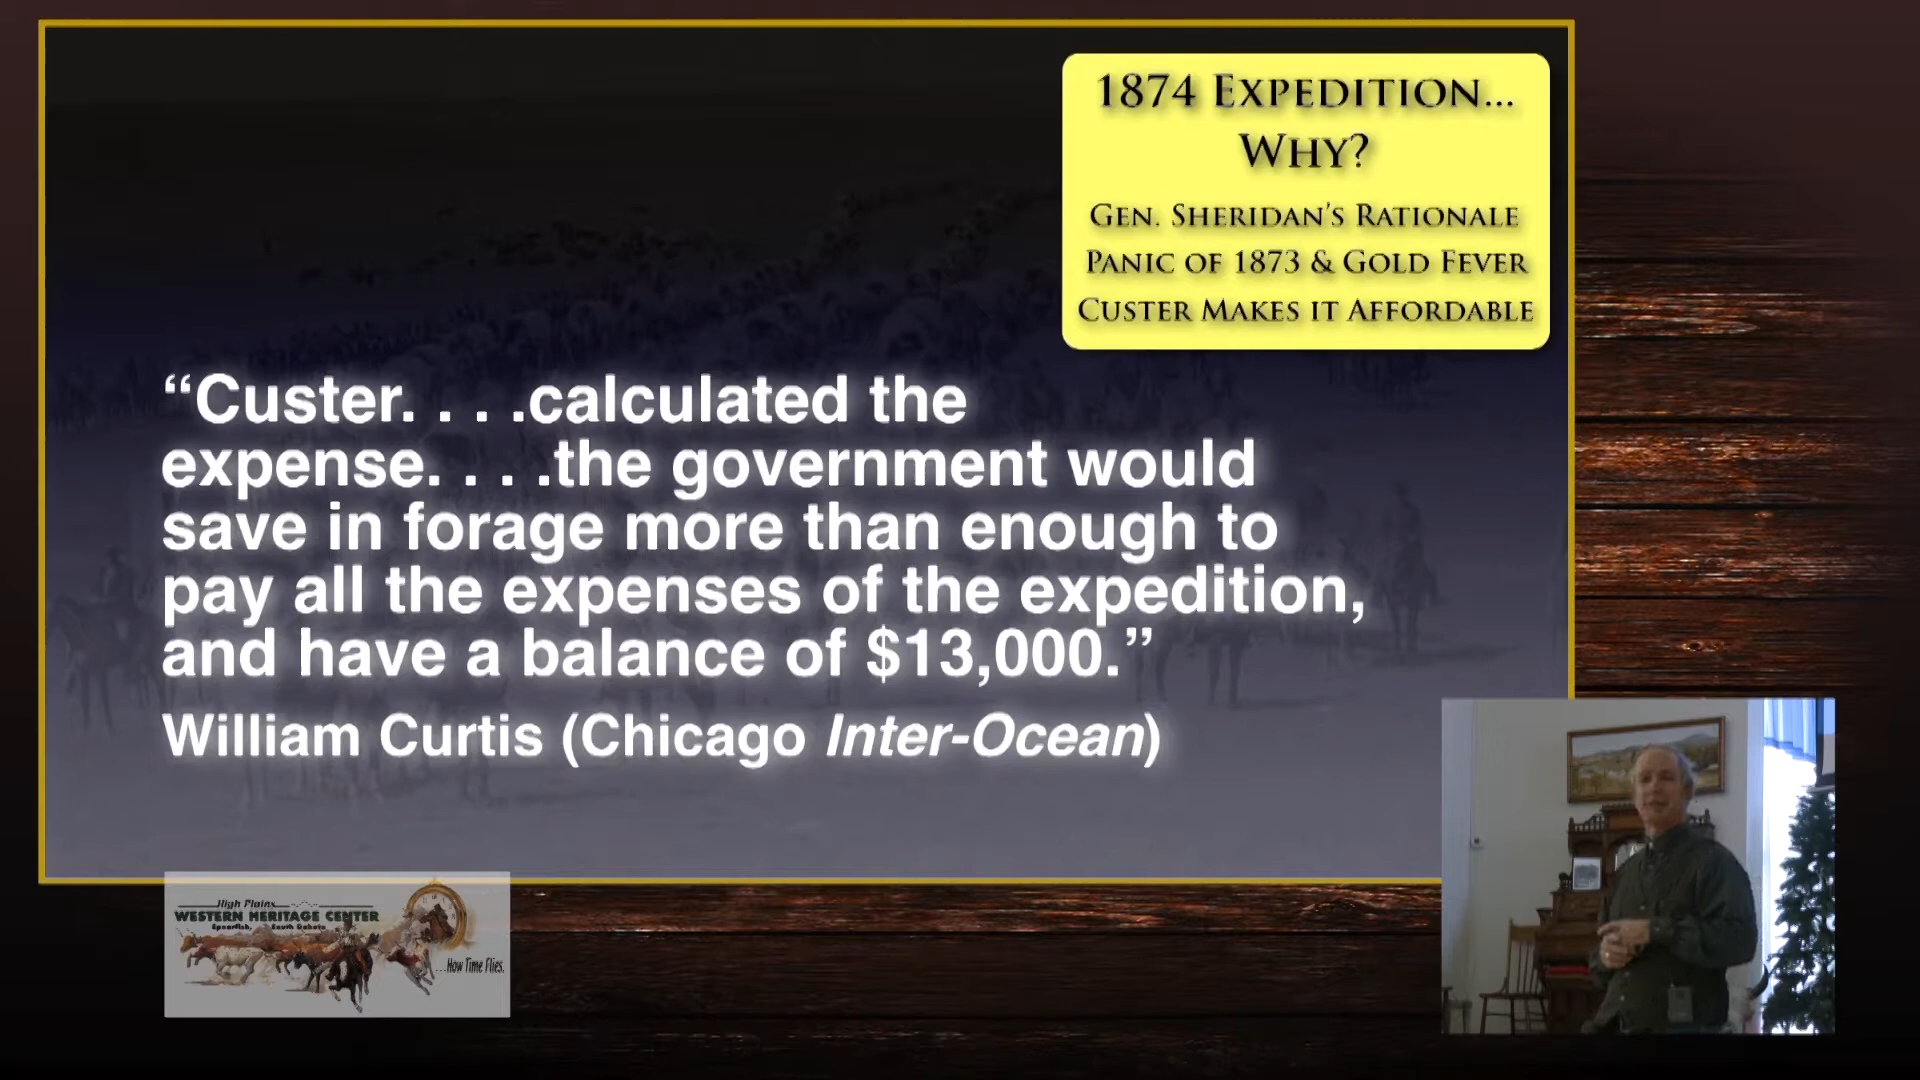 1874 EXPEDITION...
WHY?
GEN. SHERIDAN'S RATIONALE
PANIC OF 1873 & GOLD FEVER
CUSTER MAKES IT AFFORDABLE
“Custer. . . .calculated the
expense. . . .the government would
save in forage more than enough to
pay all the expenses of the expedition,
and have a balance of $13,000.”
William Curtis (Chicago Inter-Ocean)
High Plains
WESTERN HERITAGE CENTER
Spearfish, South Dakota
...How Time Flies.